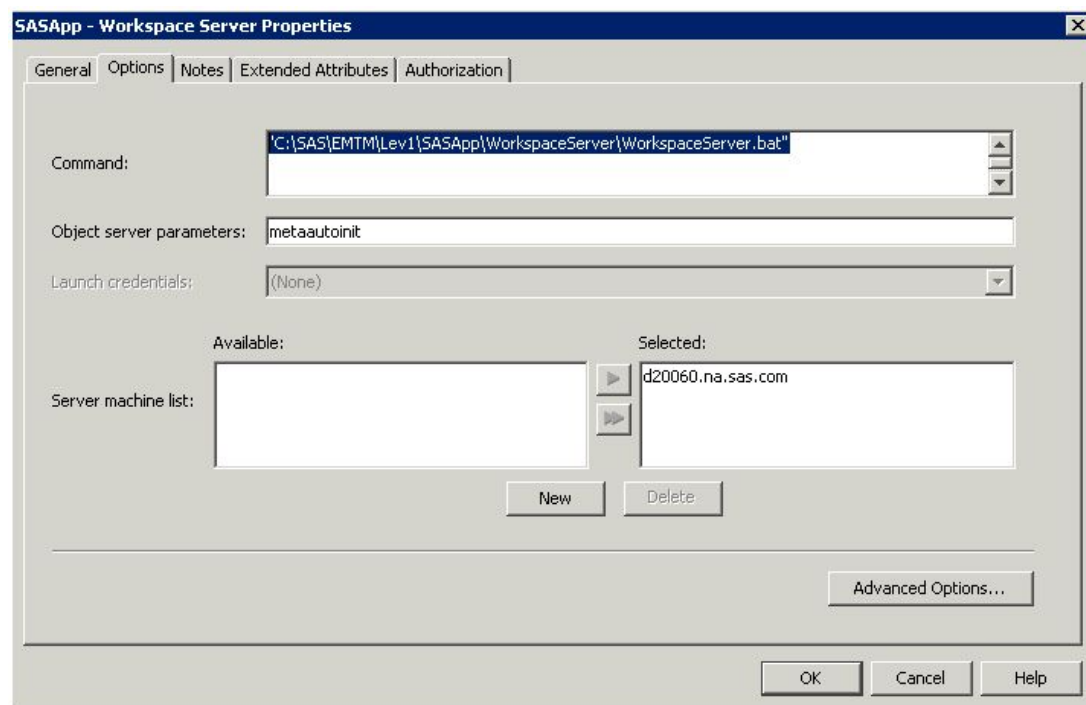 SASApp - Workspace Server Properties
General Options Notes Extended Attributes Authorization
Command:
"C:\SAS\EMTM\Lev1\SASApp\WorkspaceServer\WorkspaceServer.bat"
Object server parameters:
metaautoinit
Launch credentials:
(None)
Available:
Selected:
Server machine list:
d20060.na.sas.com
New Delete
Advanced Options...
OK Cancel Help